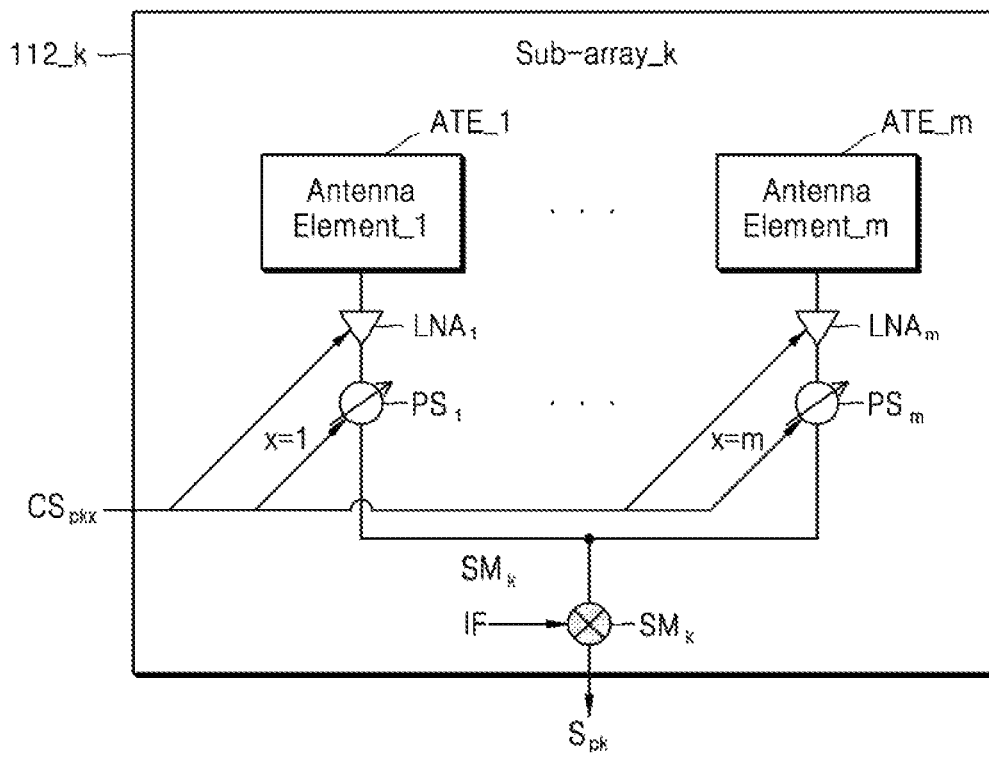 112_k
Sub-array_k
ATE_1
ATE_m
Antenna
Element_1
. . .
Antenna
Element_m
LNA₁
LNAₘ
PS₁
. . .
PSₘ
x=1
x=m
CSₚₖₓ
SMₖ
IF
SMₖ
Sₚₖ